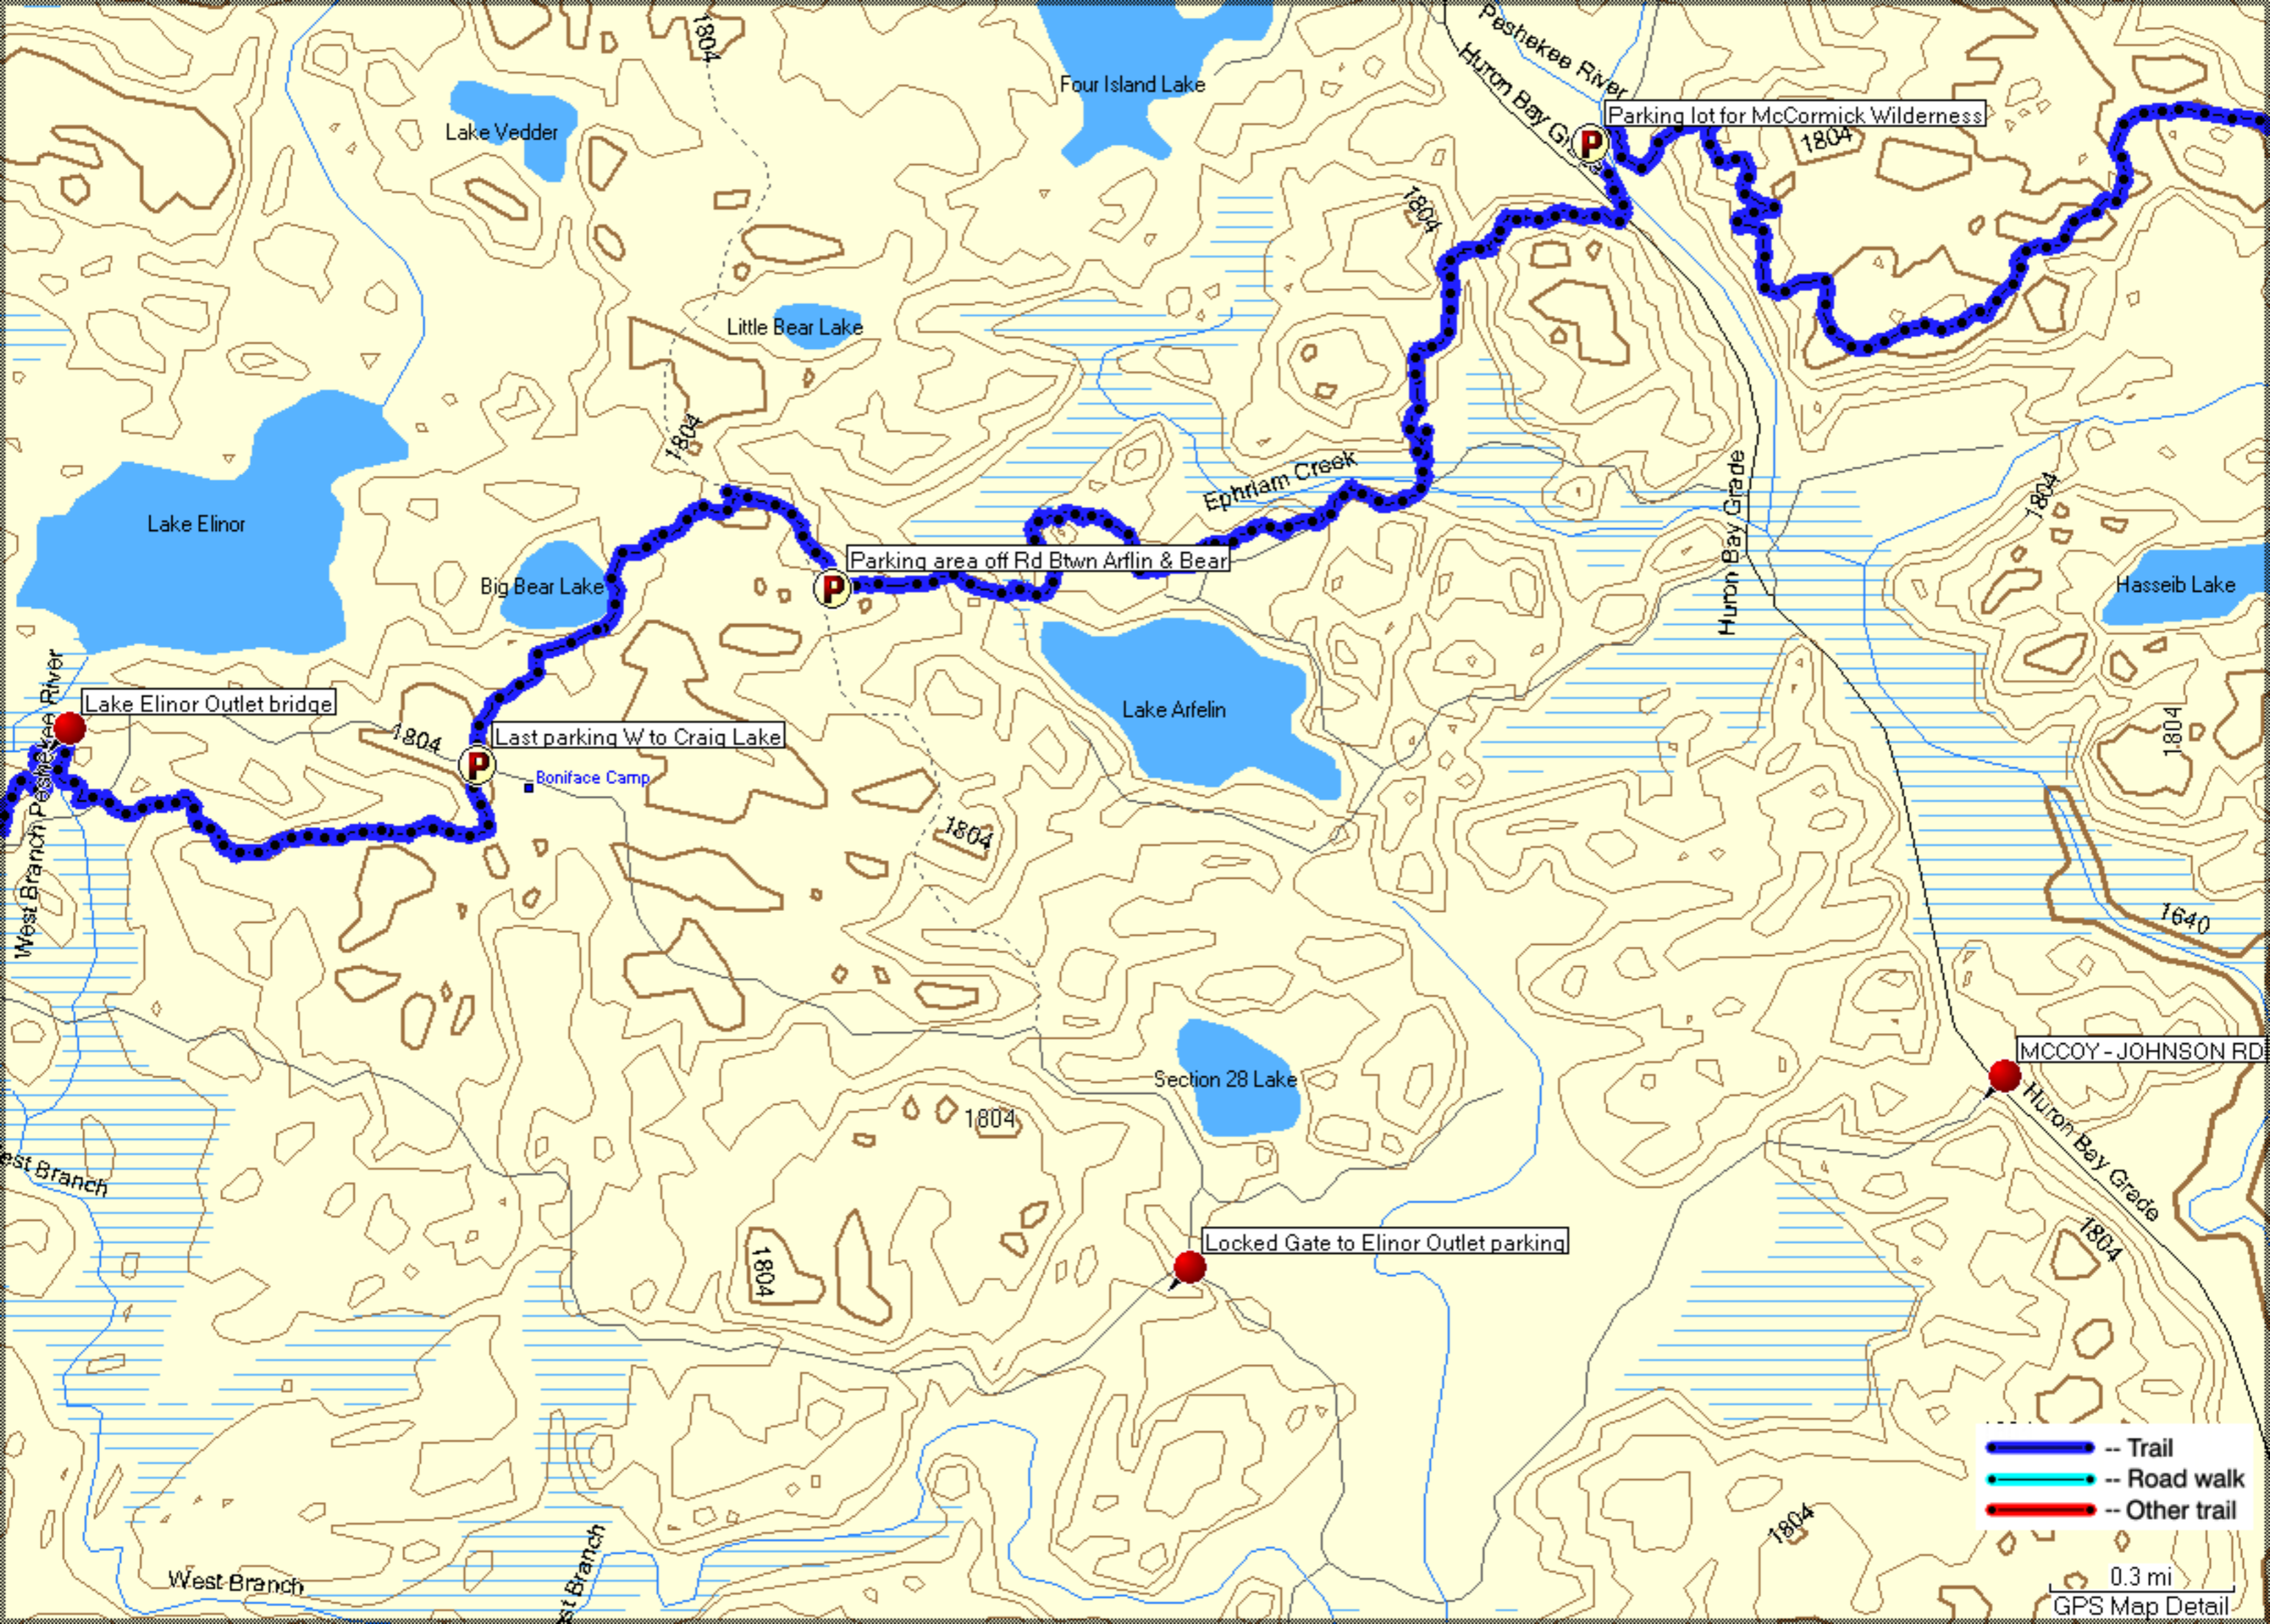 1804
Peshekee River
Huron Bay Grade
Four Island Lake
Lake Vedder
Parking lot for McCormick Wilderness
1804
1804
Little Bear Lake
1804
Ephriam Creek
1804
Lake Elinor
Huron Bay Grade
Parking area off Rd Btwn Arflin & Bear
Big Bear Lake
Hasseib Lake
West Branch Peshekee River
Lake Elinor Outlet bridge
Lake Arfelin
1804
Last parking W to Craig Lake
1804
Boniface Camp
1804
1640
MCCOY-JOHNSON RD
Section 28 Lake
1804
Huron Bay Grade
est Branch
Locked Gate to Elinor Outlet parking
1804
1804
-- Trail
-- Road walk
-- Other trail
1804
West Branch
st Branch
0.3 mi
GPS Map Detail